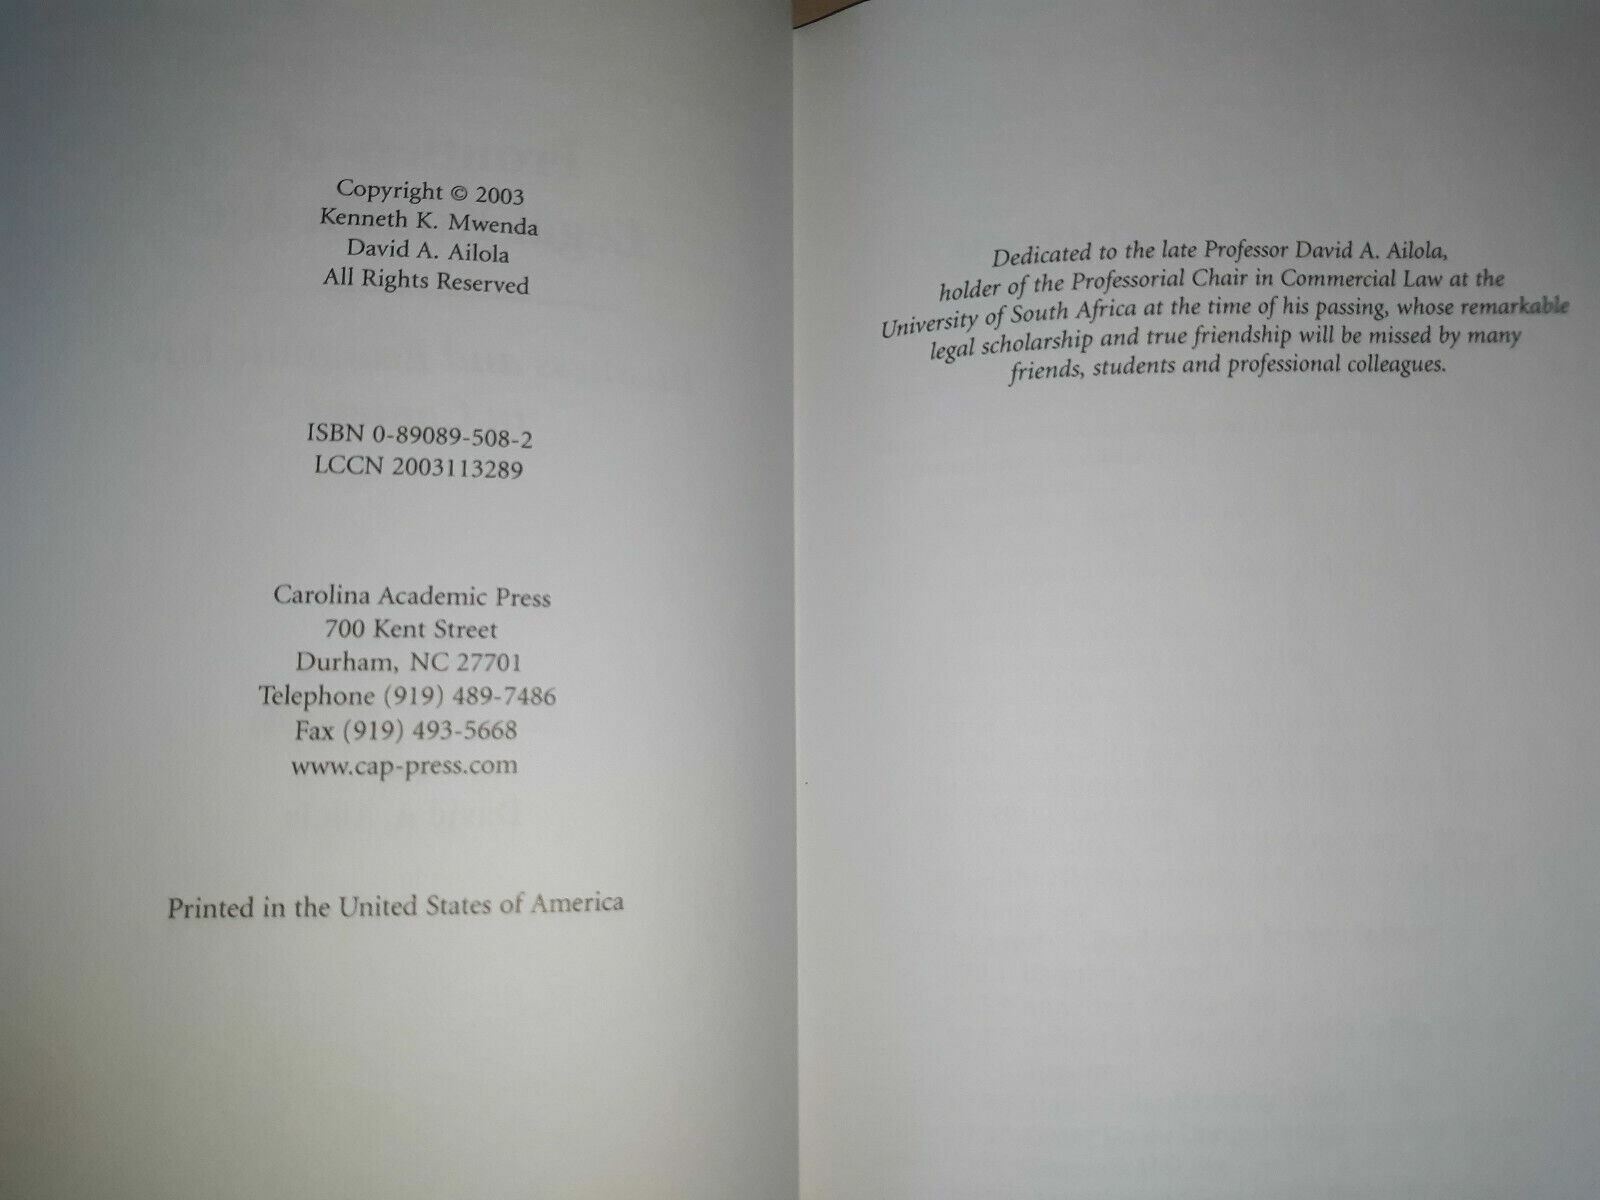 Copyright © 2003
Kenneth K. Mwenda
David A. Ailola
All Rights Reserved
ISBN 0-89089-508-2
LCCN 2003113289
Carolina Academic Press
700 Kent Street
Durham, NC 27701
Telephone (919) 489-7486
Fax (919) 493-5668
www.cap-press.com
Printed in the United States of America
Dedicated to the late Professor David A. Ailola,
holder of the Professorial Chair in Commercial Law at the
University of South Africa at the time of his passing, whose remarkable
legal scholarship and true friendship will be missed by many
friends, students and professional colleagues.